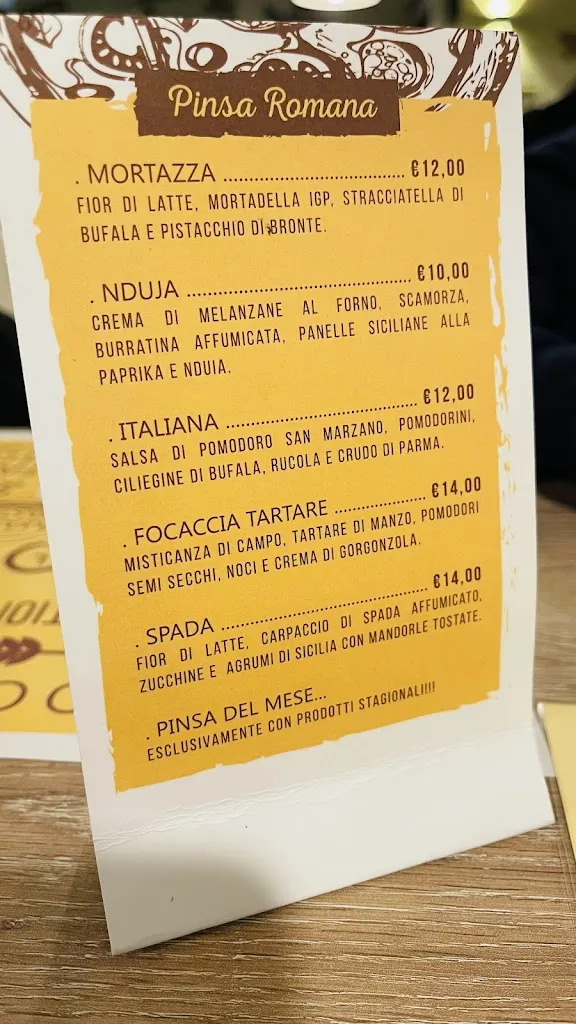 Pinsa Romana
. MORTAZZA ................................... €12,00
FIOR DI LATTE, MORTADELLA IGP, STRACCIATELLA DI
BUFALA E PISTACCHIO DI BRONTE.
. NDUJA ........................................... €10,00
CREMA DI MELANZANE AL FORNO, SCAMORZA,
BURRATINA AFFUMICATA, PANELLE SICILIANE ALLA
PAPRIKA E NDUIA.
. ITALIANA ..................................... €12,00
SALSA DI POMODORO SAN MARZANO, POMODORINI,
CILIEGINE DI BUFALA, RUCOLA E CRUDO DI PARMA.
. FOCACCIA TARTARE .................. €14,00
MISTICANZA DI CAMPO, TARTARE DI MANZO, POMODORI
SEMI SECCHI, NOCI E CREMA DI GORGONZOLA.
. SPADA ........................................ €14,00
FIOR DI LATTE, CARPACCIO DI SPADA AFFUMICATO,
ZUCCHINE E AGRUMI DI SICILIA CON MANDORLE TOSTATE.
. PINSA DEL MESE...
ESCLUSIVAMENTE CON PRODOTTI STAGIONALI!!!!